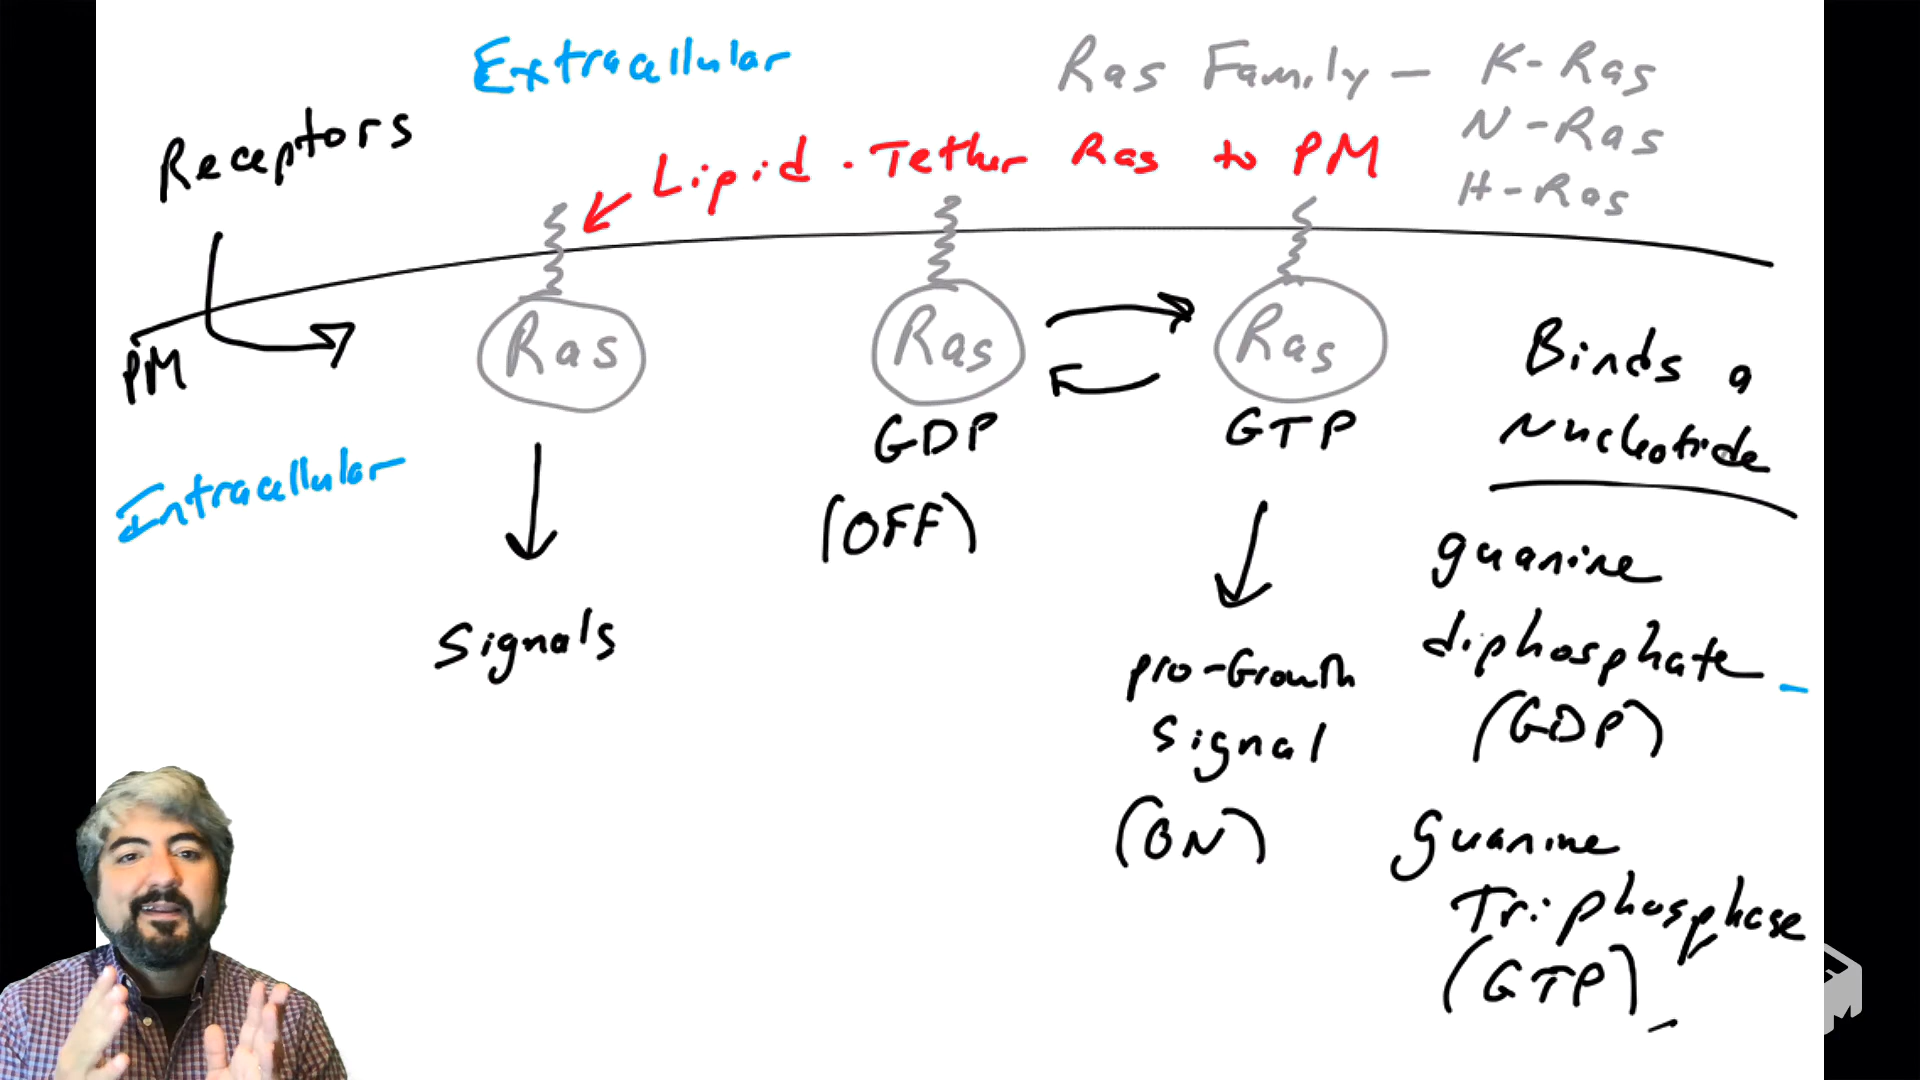 Extracellular
Ras Family - K-Ras
N-Ras
H-Ras
Receptors
Lipid - Tether Ras to PM
PM
Ras
Ras
Ras
Intracellular
GDP
(OFF)
GTP
Signals
pro-Growth
Signal
(ON)
Binds a
Nucleotide
guanine
diphosphate -
(GDP)
Guanine
Triphosphase
(GTP)